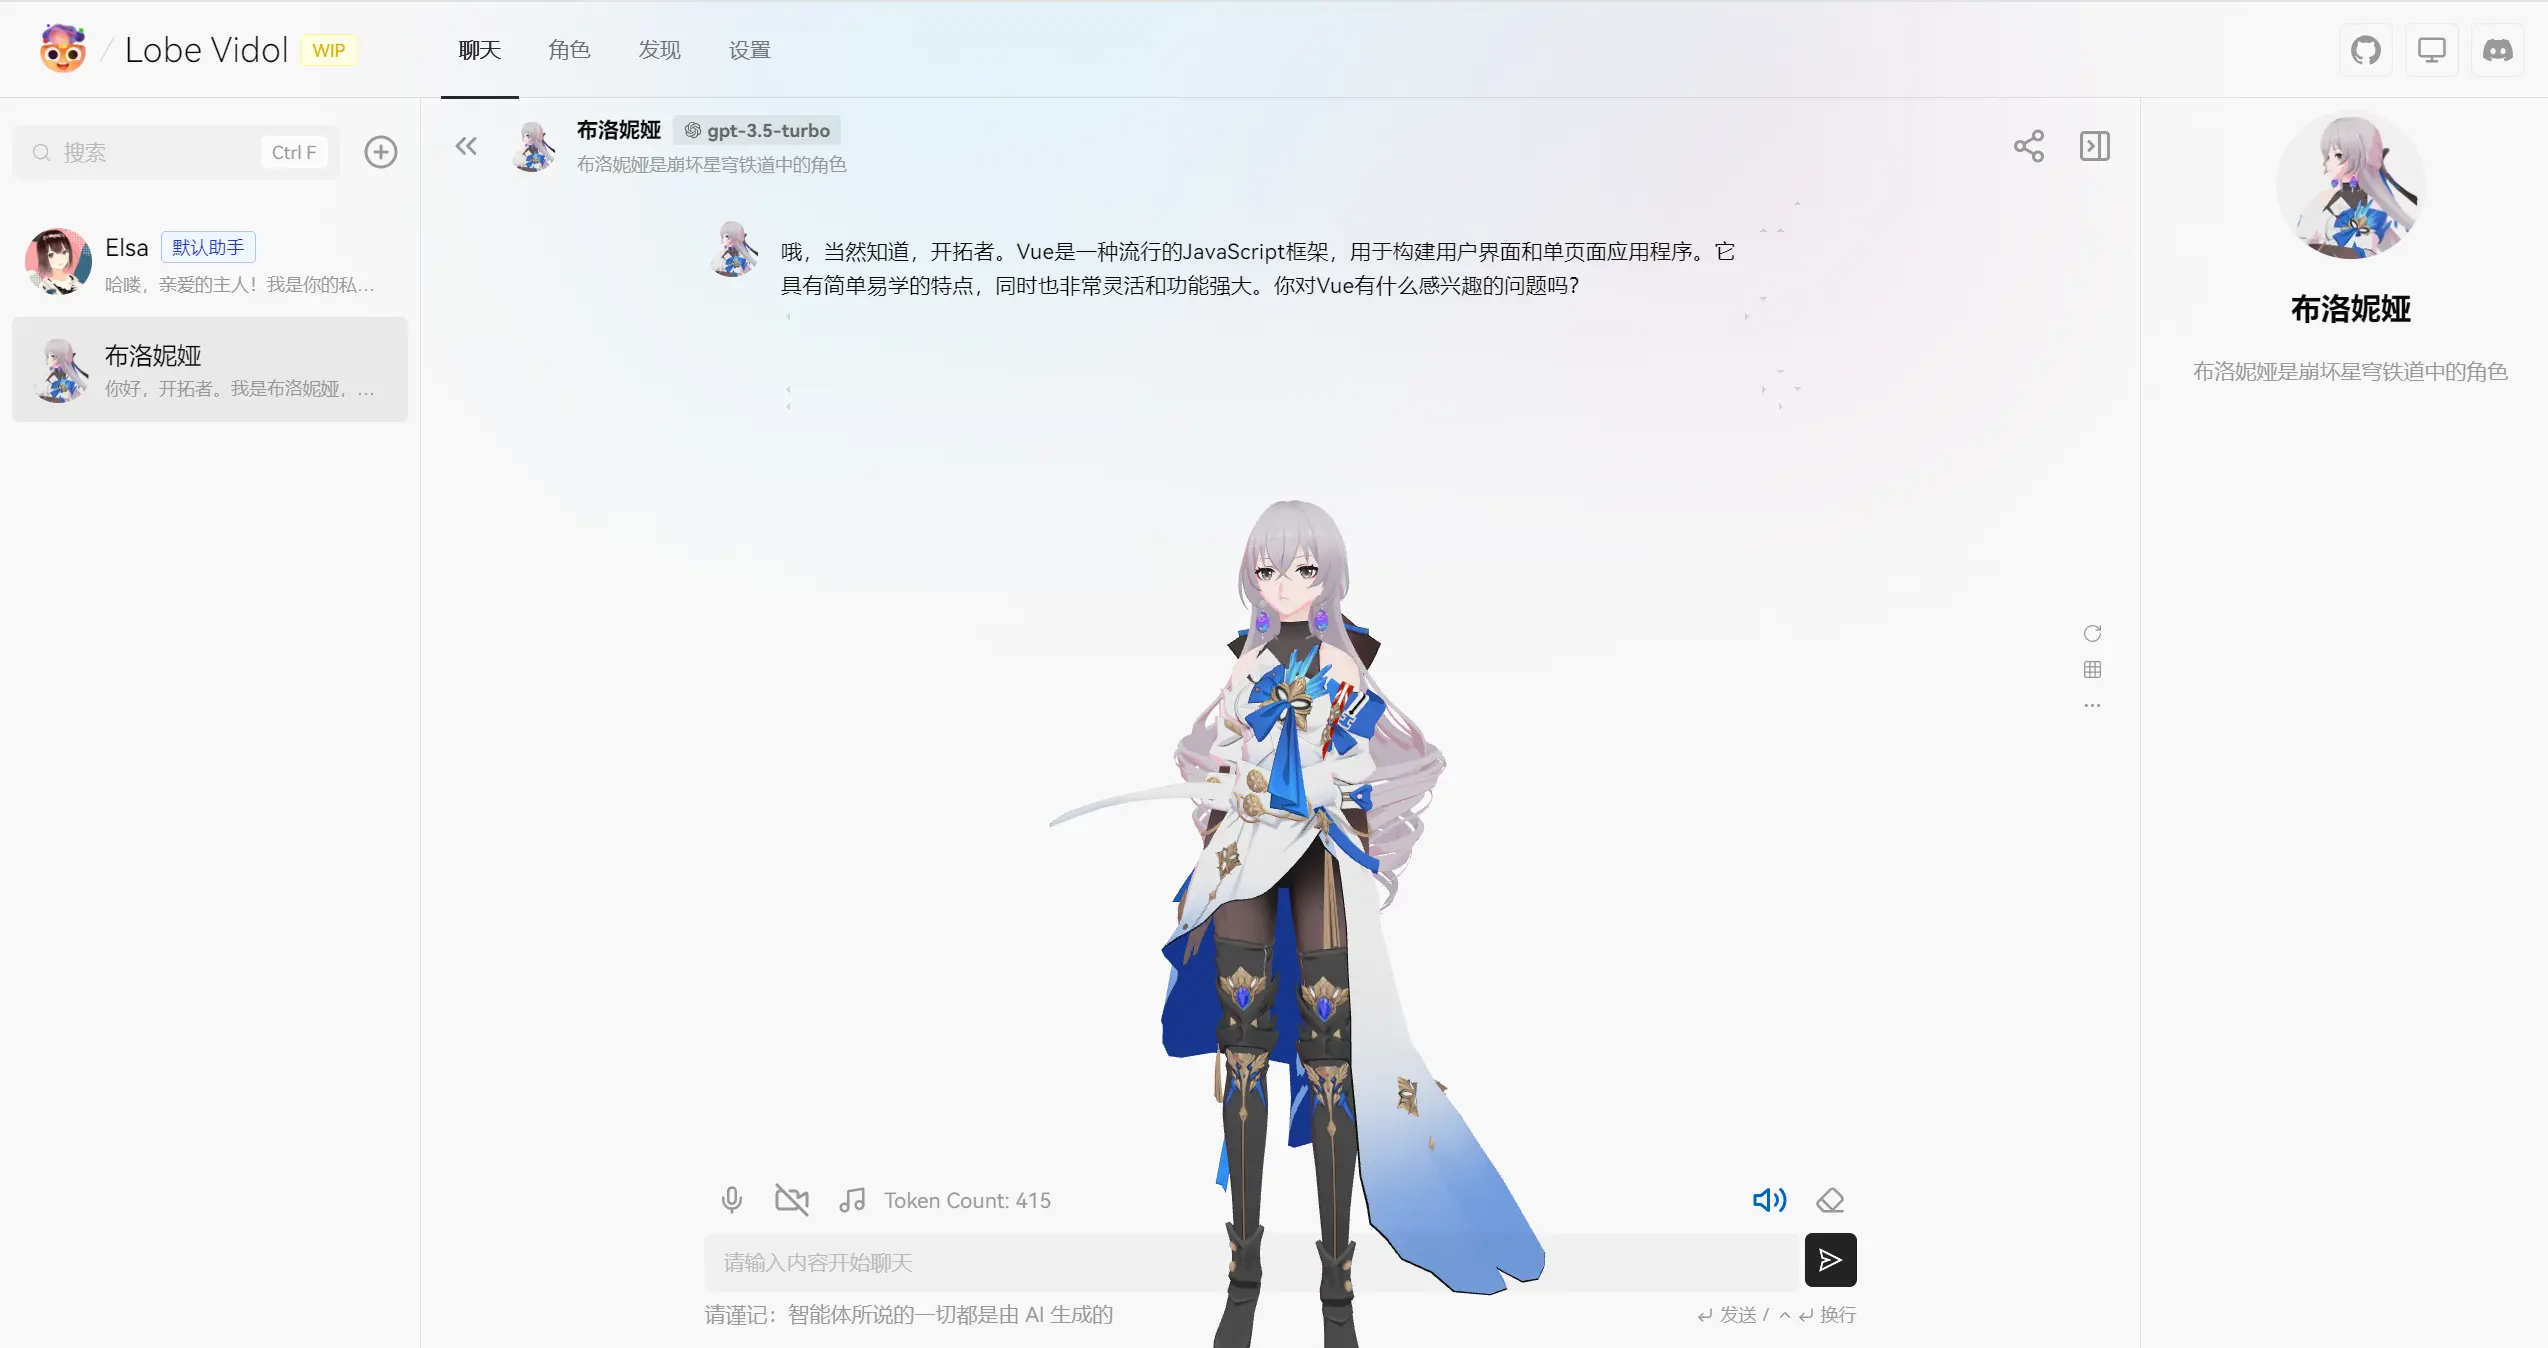 Lobe Vidol WIP
聊天 角色 发现 设置
搜索 Ctrl F
Elsa 默认助手
哈喽，亲爱的主人！我是你的私...
布洛妮娅
你好，开拓者。我是布洛妮娅，...
布洛妮娅 gpt-3.5-turbo
布洛妮娅是崩坏星穹铁道中的角色
哦，当然知道，开拓者。Vue是一种流行的JavaScript框架，用于构建用户界面和单页面应用程序。它
具有简单易学的特点，同时也非常灵活和功能强大。你对Vue有什么感兴趣的问题吗？
Token Count: 415
请输入内容开始聊天
请谨记：智能体所说的一切都是由 AI 生成的
↵ 发送 / ^ ↵ 换行
布洛妮娅
布洛妮娅是崩坏星穹铁道中的角色